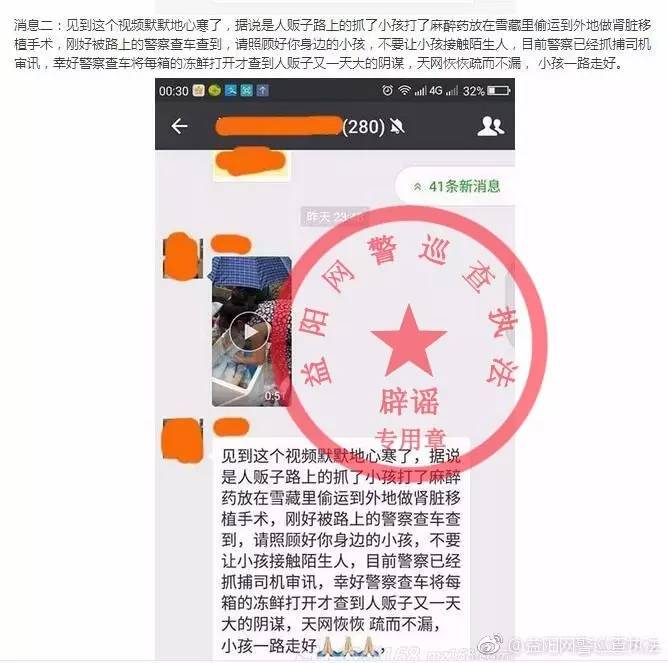 消息二：见到这个视频默默地心寒了，据说是人贩子路上的抓了小孩打了麻醉药放在雪藏里偷运到外地做肾脏移
植手术，刚好被路上的警察查车查到，请照顾好你身边的小孩，不要让小孩接触陌生人，目前警察已经抓捕司机
审讯，幸好警察查车将每箱的冻鲜打开才查到人贩子又一天大的阴谋，天网恢恢疏而不漏， 小孩一路走好。
00:30
4G
32%
(280)
41条新消息
昨天 23:
益阳网警巡查执法
0:51
辟谣
专用章
见到这个视频默默地心寒了，据说
是人贩子路上的抓了小孩打了麻醉
药放在雪藏里偷运到外地做肾脏移
植手术，刚好被路上的警察查车查
到，请照顾好你身边的小孩，不要
让小孩接触陌生人，目前警察已经
抓捕司机审讯，幸好警察查车将每
箱的冻鲜打开才查到人贩子又一天
大的阴谋，天网恢恢 疏而不漏，
小孩一路走好🙏🙏🙏，
@益阳网警巡查执法